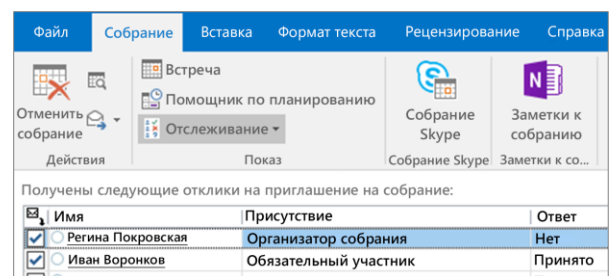 Файл Собрание Вставка Формат текста Рецензирование Справка
Встреча
Помощник по планированию
Отменить собрание
Отслеживание
Собрание Skype
Заметки к собранию
Действия Показ Собрание Skype Заметки к со...
Получены следующие отклики на приглашение на собрание:
Имя Присутствие Ответ
Регина Покровская Организатор собрания Нет
Иван Воронков Обязательный участник Принято